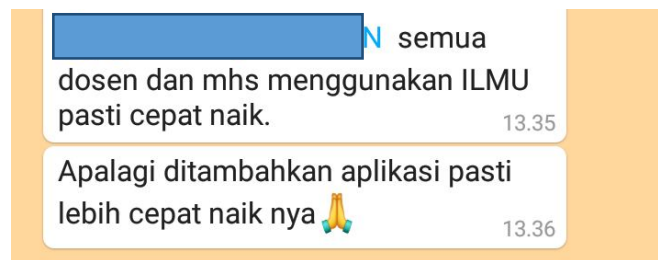 N semua
dosen dan mhs menggunakan ILMU
pasti cepat naik.
13.35
Apalagi ditambahkan aplikasi pasti
lebih cepat naik nya🙏
13.36